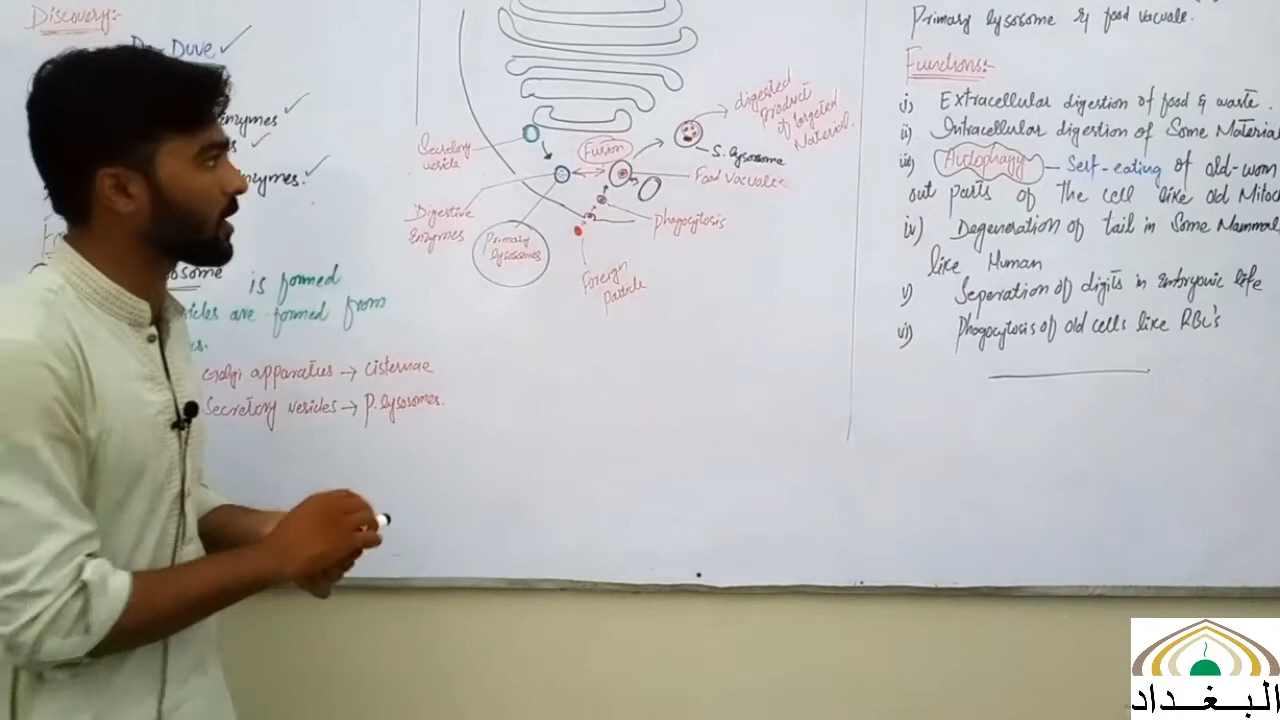 Discovery:-
De-Duve
enzymes
enzymes.
is formed
are formed from
Golgi apparatus → cisternae
Secretory vesicles → P. lysosomes.
Secretory
vesicle
Digestive
Enzymes
Primary
lysosomes
Fusion
digested
Product
of targeted
Material.
S. lysosome
Food vacuole
Phagocytosis
Foreign
Particle
Primary lysosome & food vacuole.
Functions:-
i) Extracellular digestion of food & waste.
ii) Intracellular digestion of Some Material
iii) Autophagy — Self-eating of old-worn
out parts of The cell like old Mitoc
iv) Degeneration of tail in Some Mammal
like Human
v) Seperation of digits in embryonic life
vi) Phagocytosis of old cells like RBC's
البغداد